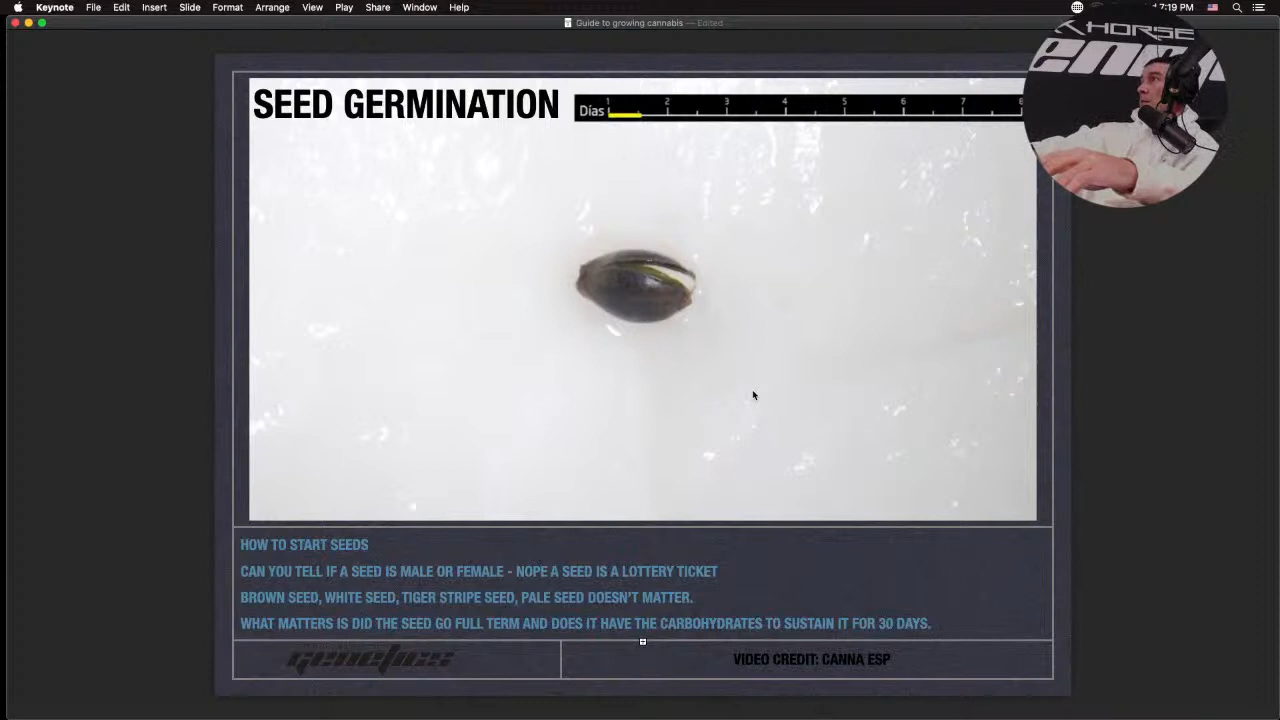 Keynote File Edit Insert Slide Format Arrange View Play Share Window Help
7:19 PM
Guide to growing cannabis — Edited
HORSE
SEED GERMINATION
Días 1 2 3 4 5 6 7 8
HOW TO START SEEDS
CAN YOU TELL IF A SEED IS MALE OR FEMALE - NOPE A SEED IS A LOTTERY TICKET
BROWN SEED, WHITE SEED, TIGER STRIPE SEED, PALE SEED DOESN'T MATTER.
WHAT MATTERS IS DID THE SEED GO FULL TERM AND DOES IT HAVE THE CARBOHYDRATES TO SUSTAIN IT FOR 30 DAYS.
genetics
VIDEO CREDIT: CANNA ESP